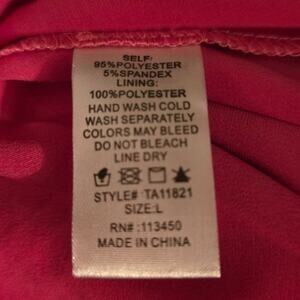 SELF:
95%POLYESTER
5%SPANDEX
LINING:
100%POLYESTER
HAND WASH COLD
WASH SEPARATELY
COLORS MAY BLEED
DO NOT BLEACH
LINE DRY
STYLE# TA11821
SIZE:L
RN# :113450
MADE IN CHINA